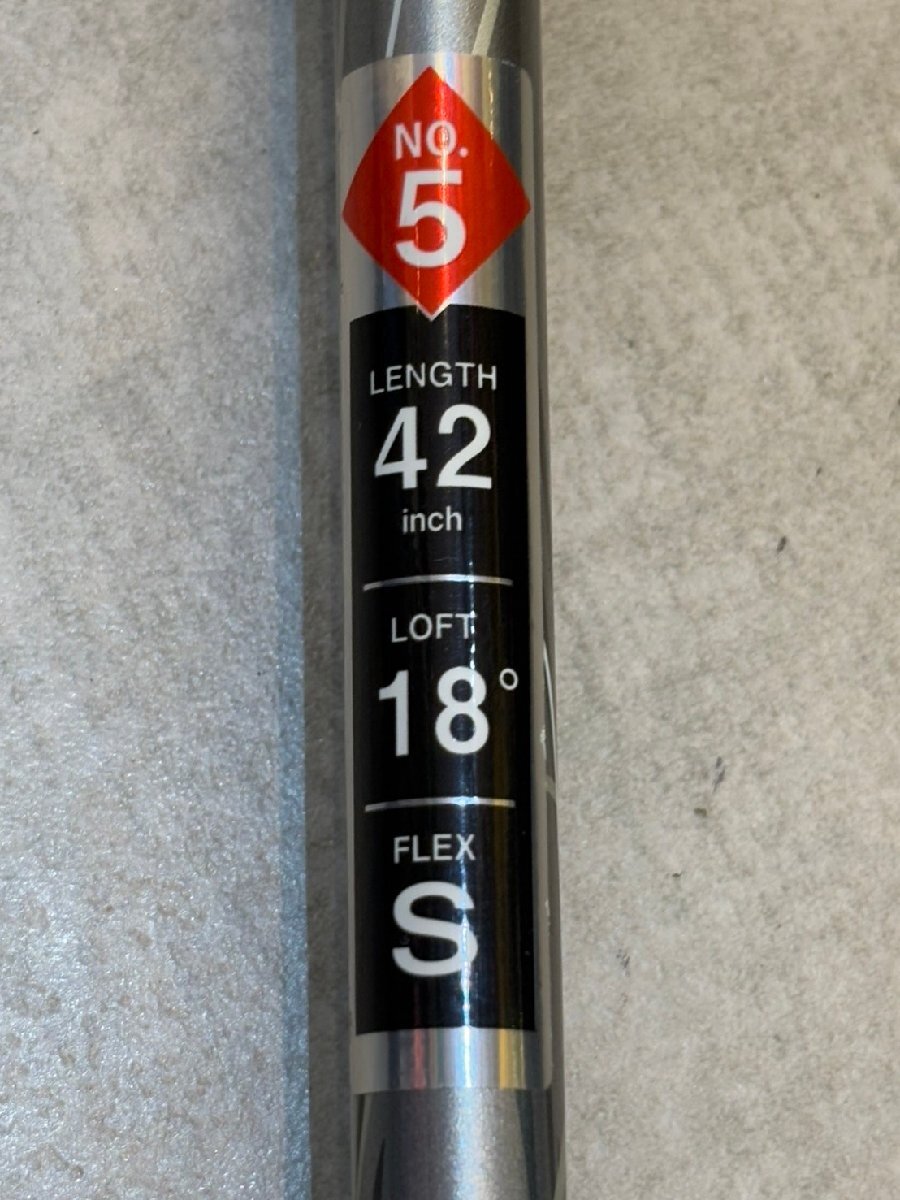 NO.
5
LENGTH
42
inch
LOFT
18°
FLEX
S